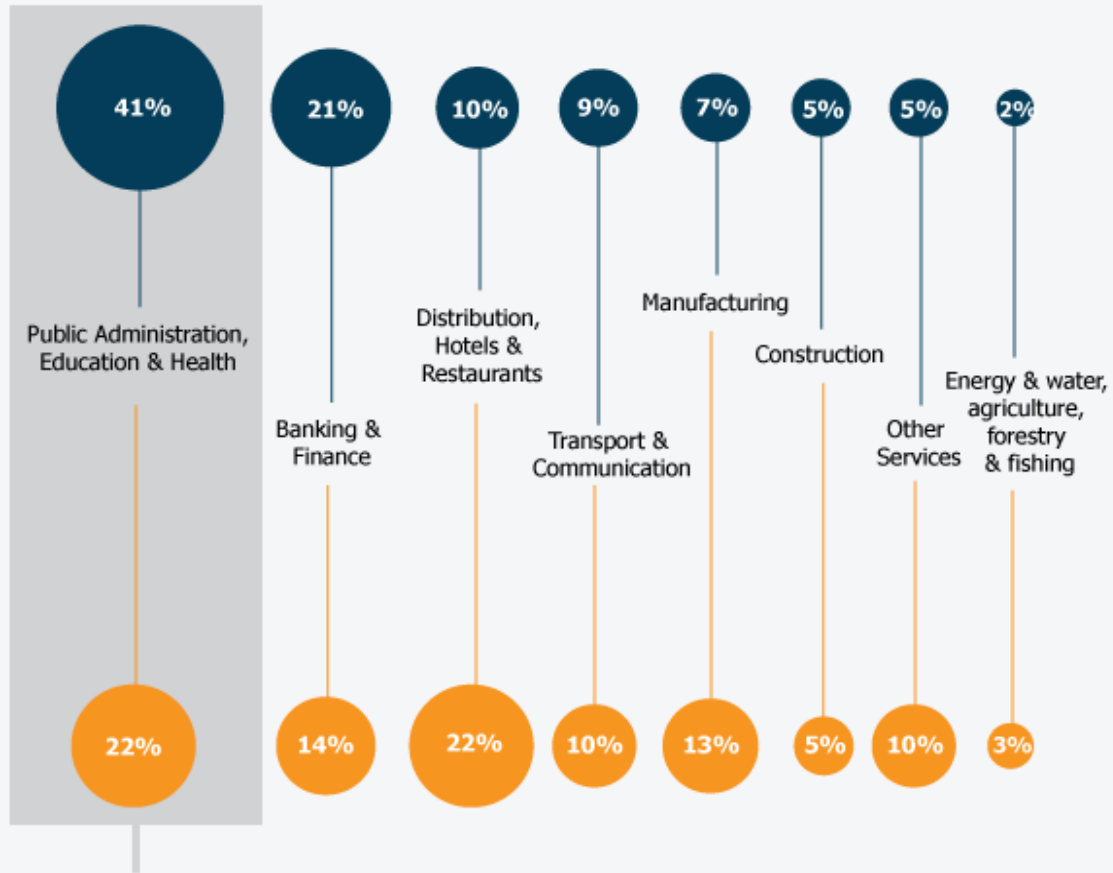 41%
21%
10%
9%
7%
5%
5%
2%
Public Administration,
Education & Health
Banking &
Finance
Distribution,
Hotels &
Restaurants
Transport &
Communication
Manufacturing
Construction
Other
Services
Energy & water,
agriculture,
forestry
& fishing
22%
14%
22%
10%
13%
5%
10%
3%